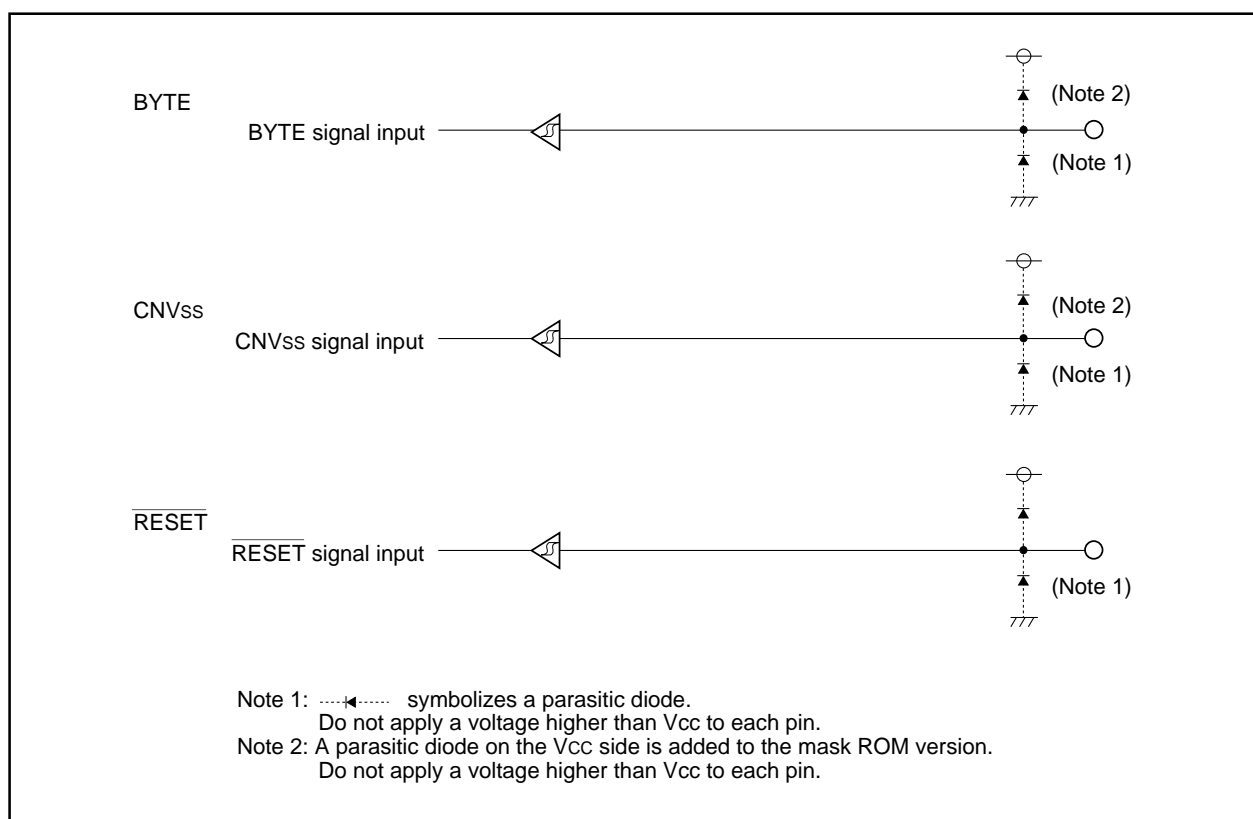 (Note 2)
BYTE
BYTE signal input
(Note 1)
CNVss
(Note 2)
CNVss signal input
(Note 1)
RESET
RESET signal input
(Note 1)
Note 1: symbolizes a parasitic diode.
Do not apply a voltage higher than Vcc to each pin.
Note 2: A parasitic diode on the VCC side is added to the mask ROM version.
Do not apply a voltage higher than Vcc to each pin.